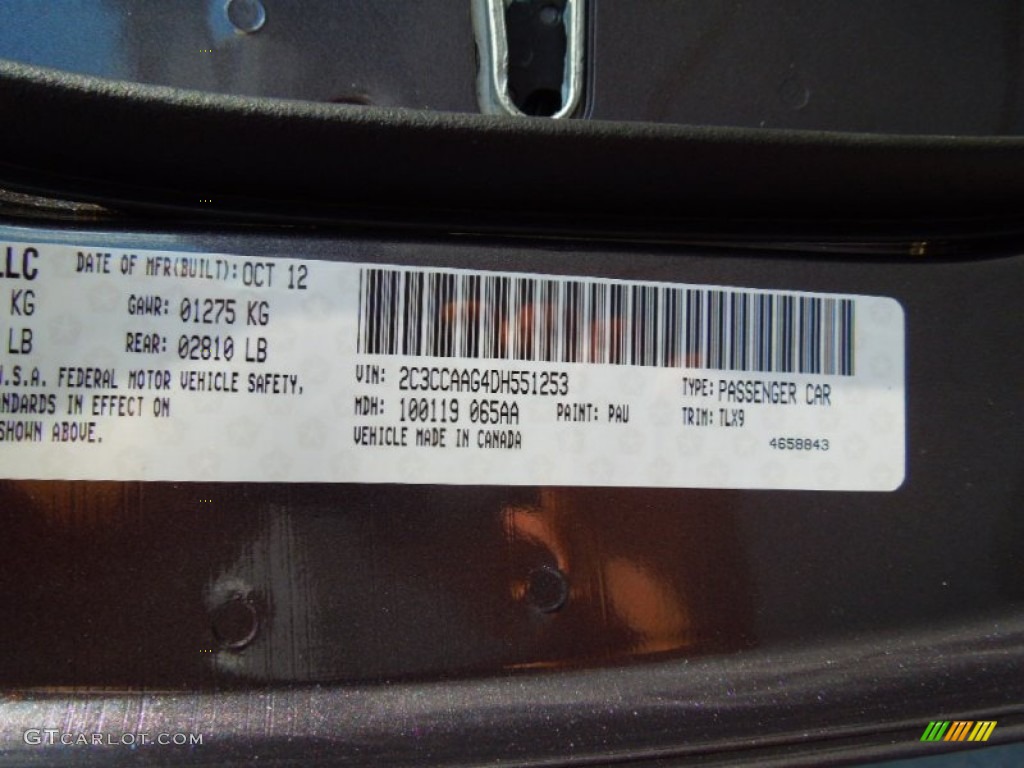 LLC DATE OF MFR(BUILT): OCT 12
KG GAWR: 01275 KG
LB REAR: 02810 LB
U.S.A. FEDERAL MOTOR VEHICLE SAFETY,
NDARDS IN EFFECT ON
SHOWN ABOVE.
VIN: 2C3CCAAG4DH551253 TYPE: PASSENGER CAR
MDH: 100119 065AA PAINT: PAU TRIM: TLX9
VEHICLE MADE IN CANADA 4658843
GTCARLOT.COM